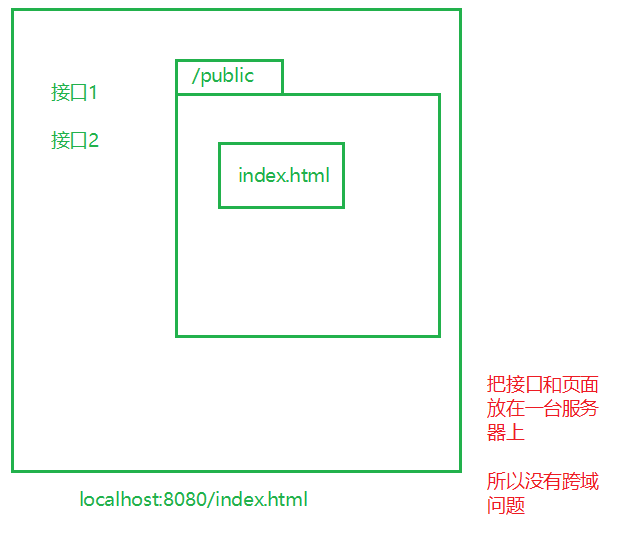 /public
接口1
接口2
index.html
把接口和页面
放在一台服务
器上
所以没有跨域
问题
localhost:8080/index.html